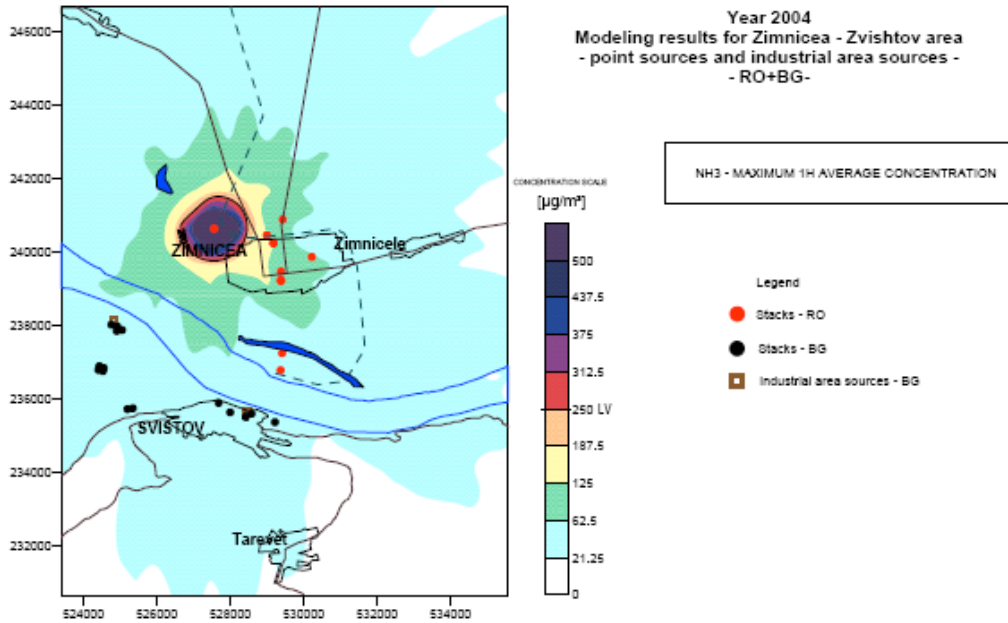 Year 2004
Modeling results for Zimnicea - Zvishtov area
- point sources and industrial area sources -
- RO+BG-
NH3 - MAXIMUM 1H AVERAGE CONCENTRATION
CONCENTRATION SCALE
[µg/m³]
500
437.5
375
312.5
250 LV
187.5
125
62.5
21.25
0
Legend
Stacks - RO
Stacks - BG
Industrial area sources - BG
246000
244000
242000
240000
238000
236000
234000
232000
ZIMNICEA
Zimnicele
SVISTOV
Tarevet
524000
526000
528000
530000
532000
534000